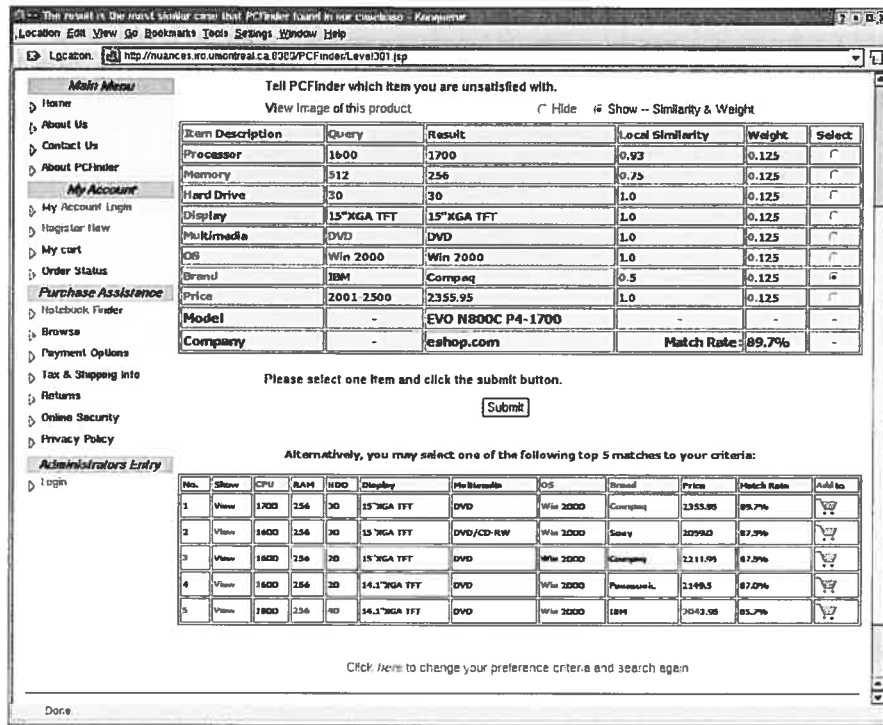 The result is the most similar case that PCFinder found in our casebase - Konqueror
Location Edit View Go Bookmarks Tools Settings Window Help
Location: http://nuances.iro.umontreal.ca:8080/PCFinder/Level301.jsp
Main Menu
Home
About Us
Contact Us
About PCFinder
My Account
My Account Login
Register New
My cart
Order Status
Purchase Assistance
Notebook Finder
Browse
Payment Options
Tax & Shipping Info
Returns
Online Security
Privacy Policy
Administrators Entry
Login
Tell PCFinder which item you are unsatisfied with.
View Image of this product Hide Show -- Similarity & Weight
Item Description Query Result Local Similarity Weight Select
Processor 1600 1700 0.93 0.125
Memory 512 256 0.75 0.125
Hard Drive 30 30 1.0 0.125
Display 15"XGA TFT 15"XGA TFT 1.0 0.125
Multimedia DVD DVD 1.0 0.125
OS Win 2000 Win 2000 1.0 0.125
Brand IBM Compaq 0.5 0.125
Price 2001-2500 2355.95 1.0 0.125
Model - EVO N800C P4-1700 - - -
Company - eshop.com Match Rate: 89.7% -
Please select one item and click the submit button.
Submit
Alternatively, you may select one of the following top 5 matches to your criteria:
No. Show CPU RAM HDD Display Multimedia OS Brand Price Match Rate Add to
1 View 1700 256 30 15"XGA TFT DVD Win 2000 Compaq 2355.95 89.7%
2 View 1600 256 30 15"XGA TFT DVD/CD-RW Win 2000 Sony 2099.0 87.5%
3 View 1600 256 20 15"XGA TFT DVD Win 2000 Compaq 2211.95 87.5%
4 View 1600 256 20 14.1"XGA TFT DVD Win 2000 Panasonic 2149.5 87.0%
5 View 1800 256 40 14.1"XGA TFT DVD Win 2000 IBM 3043.95 85.7%
Click here to change your preference criteria and search again
Done